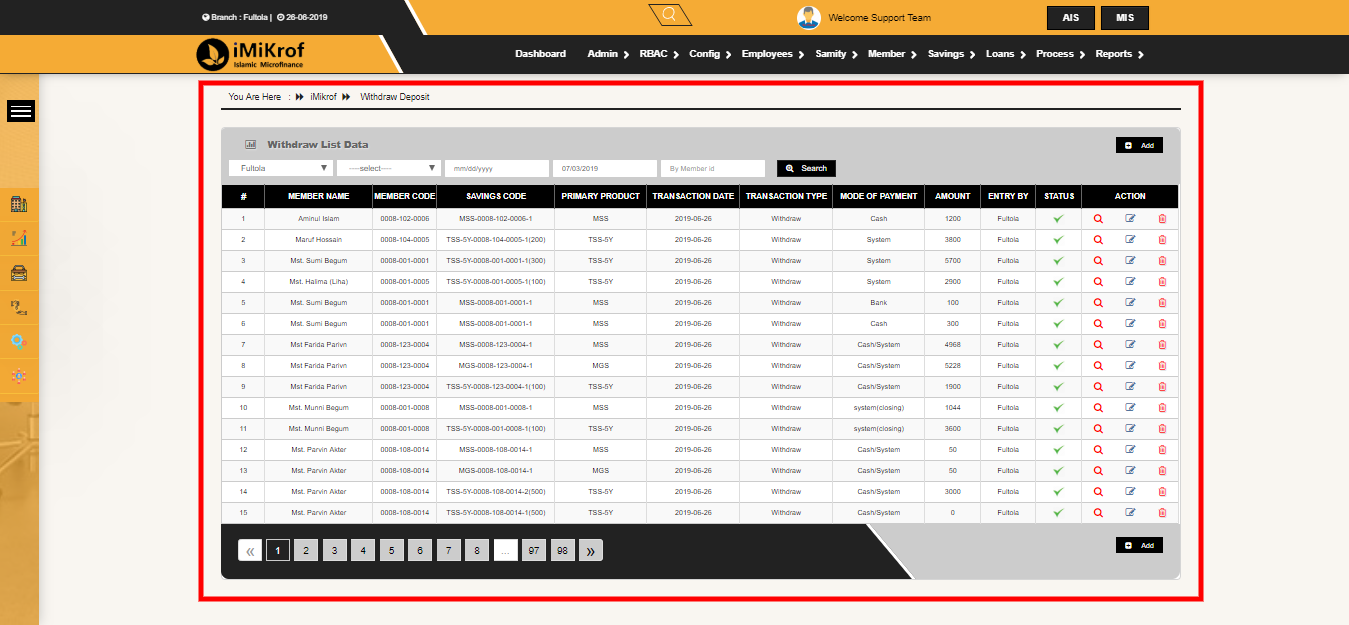 Branch : Fultola | 26-06-2019
Welcome Support Team
AIS MIS
iMiKrof
Islamic Microfinance
Dashboard Admin RBAC Config Employees Samity Member Savings Loans Process Reports
You Are Here : iMikrof Withdraw Deposit
Withdraw List Data
Add
Fultola ----select---- mm/dd/yyyy 07/03/2019 By Member id Search
# MEMBER NAME MEMBER CODE SAVINGS CODE PRIMARY PRODUCT TRANSACTION DATE TRANSACTION TYPE MODE OF PAYMENT AMOUNT ENTRY BY STATUS ACTION
1 Aminul Islam 0008-102-0006 MSS-0008-102-0006-1 MSS 2019-06-26 Withdraw Cash 1200 Fultola
2 Maruf Hossain 0008-104-0005 TSS-5Y-0008-104-0005-1(200) TSS-5Y 2019-06-26 Withdraw System 3800 Fultola
3 Mst. Sumi Begum 0008-001-0001 TSS-5Y-0008-001-0001-1(300) TSS-5Y 2019-06-26 Withdraw System 5700 Fultola
4 Mst. Halima (Liha) 0008-001-0005 TSS-5Y-0008-001-0005-1(100) TSS-5Y 2019-06-26 Withdraw System 2900 Fultola
5 Mst. Sumi Begum 0008-001-0001 MSS-0008-001-0001-1 MSS 2019-06-26 Withdraw Bank 100 Fultola
6 Mst. Sumi Begum 0008-001-0001 MSS-0008-001-0001-1 MSS 2019-06-26 Withdraw Cash 300 Fultola
7 Mst Farida Parivn 0008-123-0004 MSS-0008-123-0004-1 MSS 2019-06-26 Withdraw Cash/System 4968 Fultola
8 Mst Farida Parivn 0008-123-0004 MGS-0008-123-0004-1 MGS 2019-06-26 Withdraw Cash/System 5228 Fultola
9 Mst Farida Parivn 0008-123-0004 TSS-5Y-0008-123-0004-1(100) TSS-5Y 2019-06-26 Withdraw Cash/System 1900 Fultola
10 Mst. Munni Begum 0008-001-0008 MSS-0008-001-0008-1 MSS 2019-06-26 Withdraw system(closing) 1044 Fultola
11 Mst. Munni Begum 0008-001-0008 TSS-5Y-0008-001-0008-1(100) TSS-5Y 2019-06-26 Withdraw system(closing) 3600 Fultola
12 Mst. Parvin Akter 0008-108-0014 MSS-0008-108-0014-1 MSS 2019-06-26 Withdraw Cash/System 50 Fultola
13 Mst. Parvin Akter 0008-108-0014 MGS-0008-108-0014-1 MGS 2019-06-26 Withdraw Cash/System 50 Fultola
14 Mst. Parvin Akter 0008-108-0014 TSS-5Y-0008-108-0014-2(500) TSS-5Y 2019-06-26 Withdraw Cash/System 3000 Fultola
15 Mst. Parvin Akter 0008-108-0014 TSS-5Y-0008-108-0014-1(500) TSS-5Y 2019-06-26 Withdraw Cash/System 0 Fultola
« 1 2 3 4 5 6 7 8 ... 97 98 »
Add